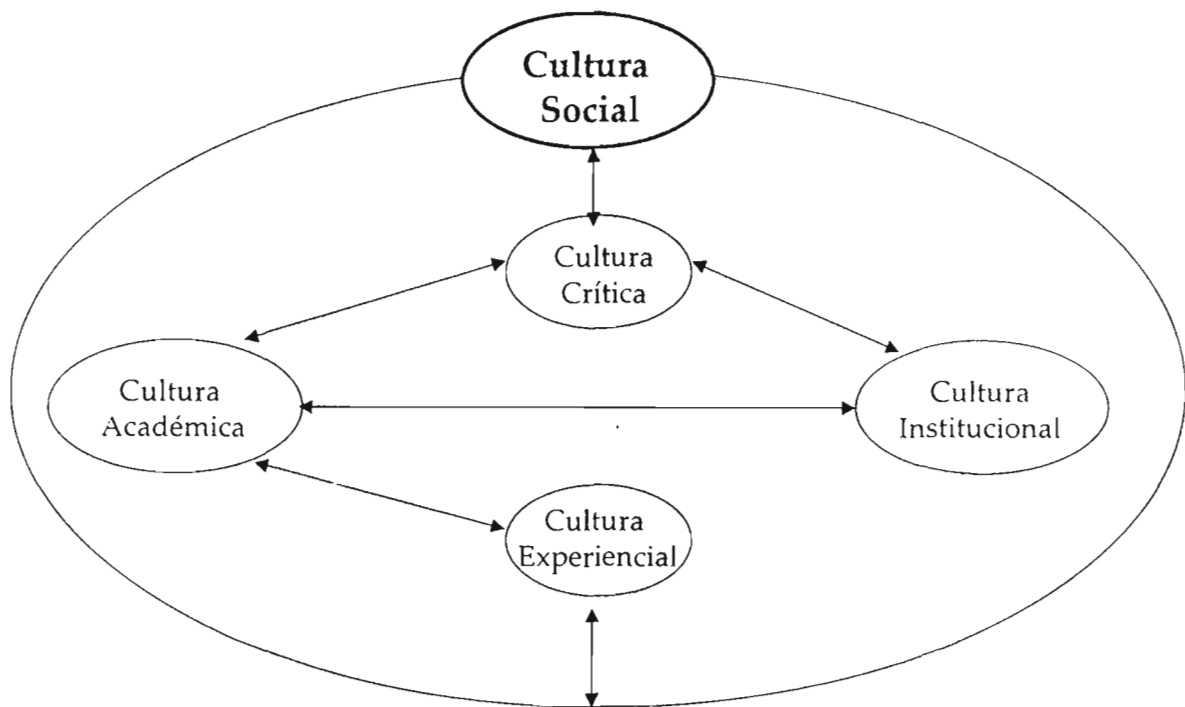 Cultura
Social
Cultura
Crítica
Cultura
Académica
Cultura
Institucional
Cultura
Experiencial